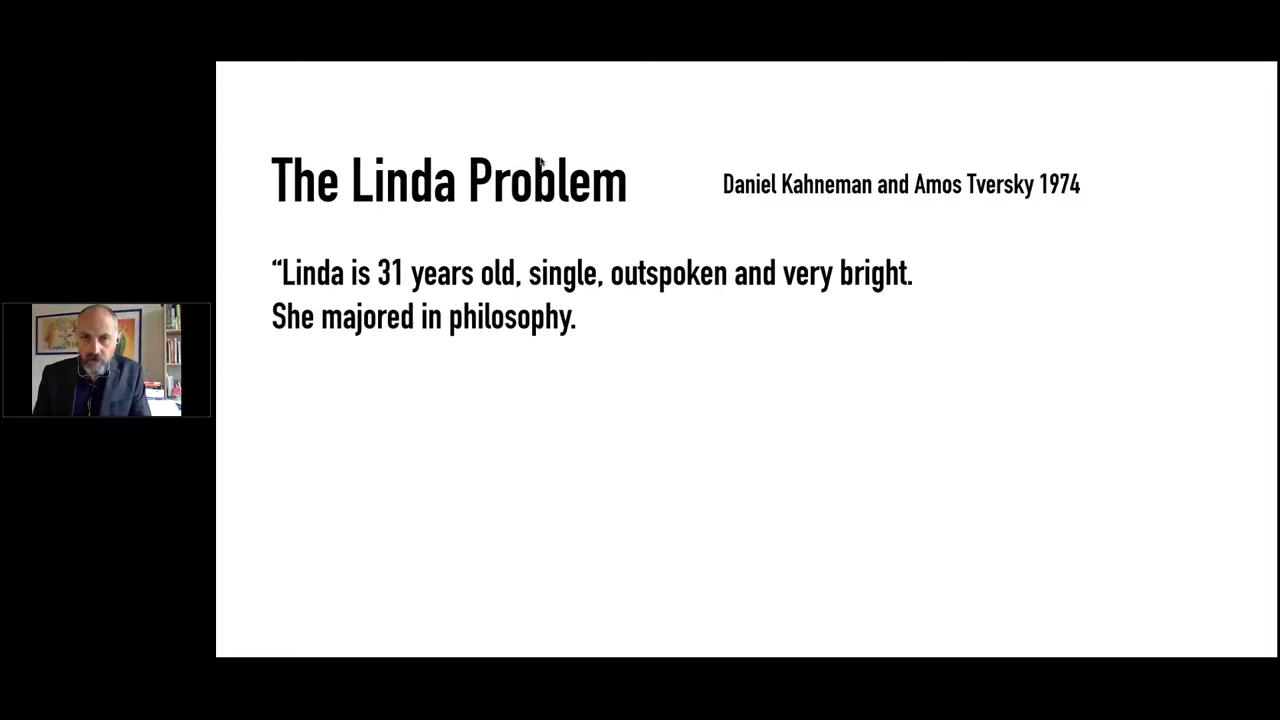 The Linda Problem
Daniel Kahneman and Amos Tversky 1974
“Linda is 31 years old, single, outspoken and very bright.
She majored in philosophy.